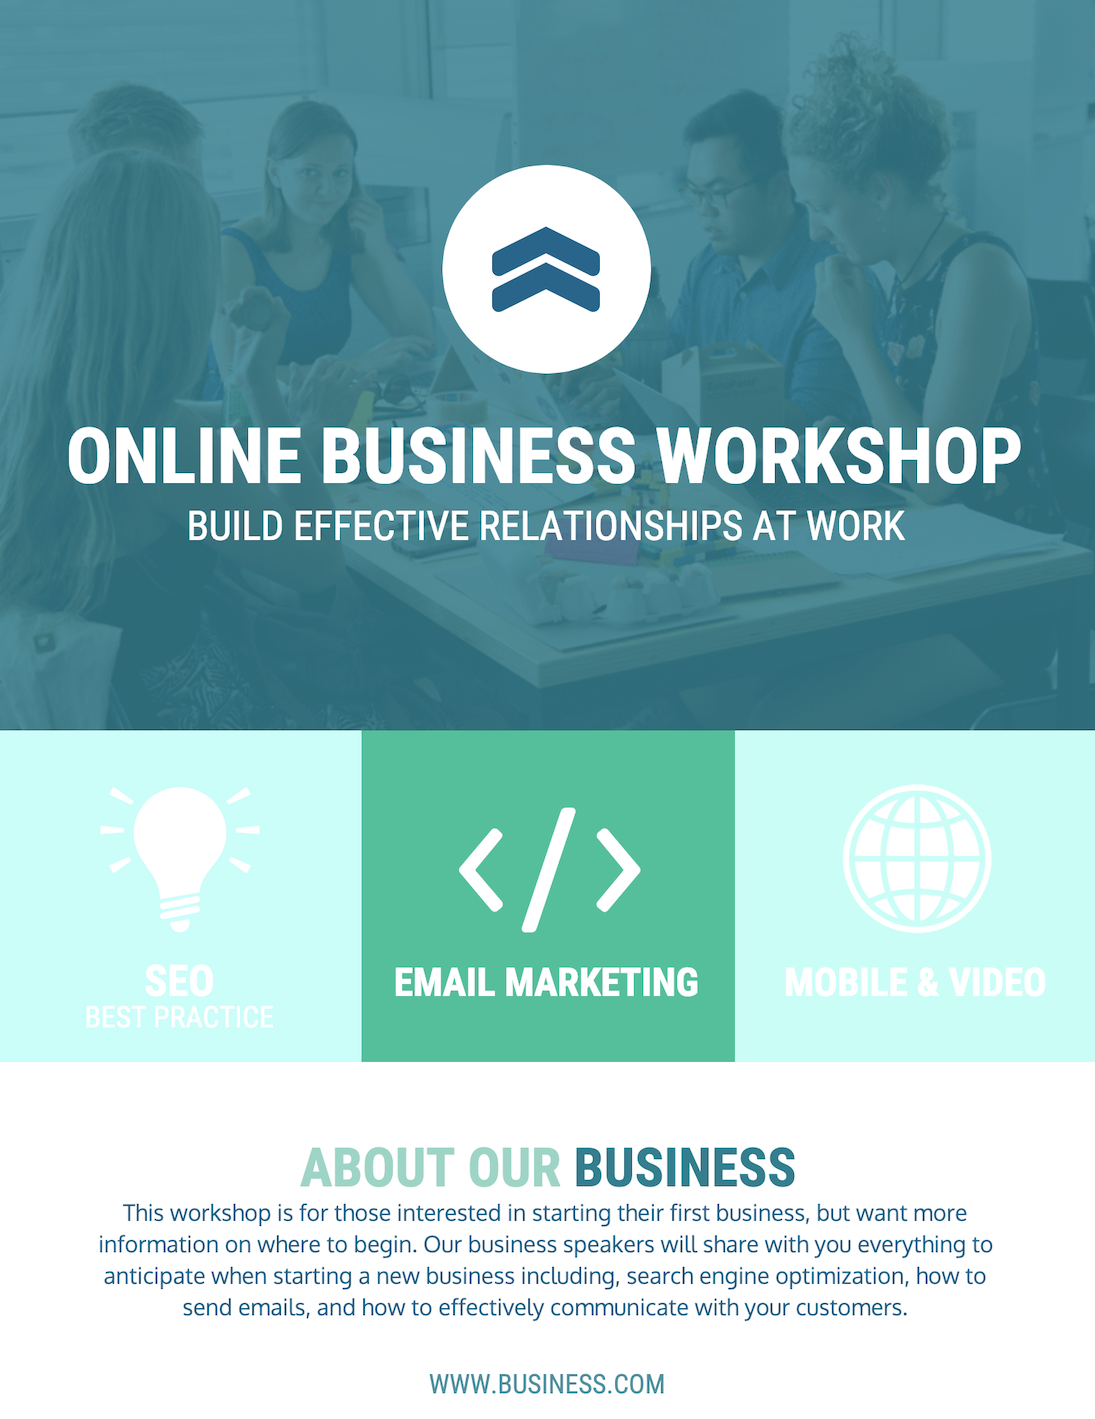 ONLINE BUSINESS WORKSHOP
BUILD EFFECTIVE RELATIONSHIPS AT WORK
SEO
BEST PRACTICE
EMAIL MARKETING
MOBILE & VIDEO
ABOUT OUR BUSINESS
This workshop is for those interested in starting their first business, but want more
information on where to begin. Our business speakers will share with you everything to
anticipate when starting a new business including, search engine optimization, how to
send emails, and how to effectively communicate with your customers.
WWW.BUSINESS.COM